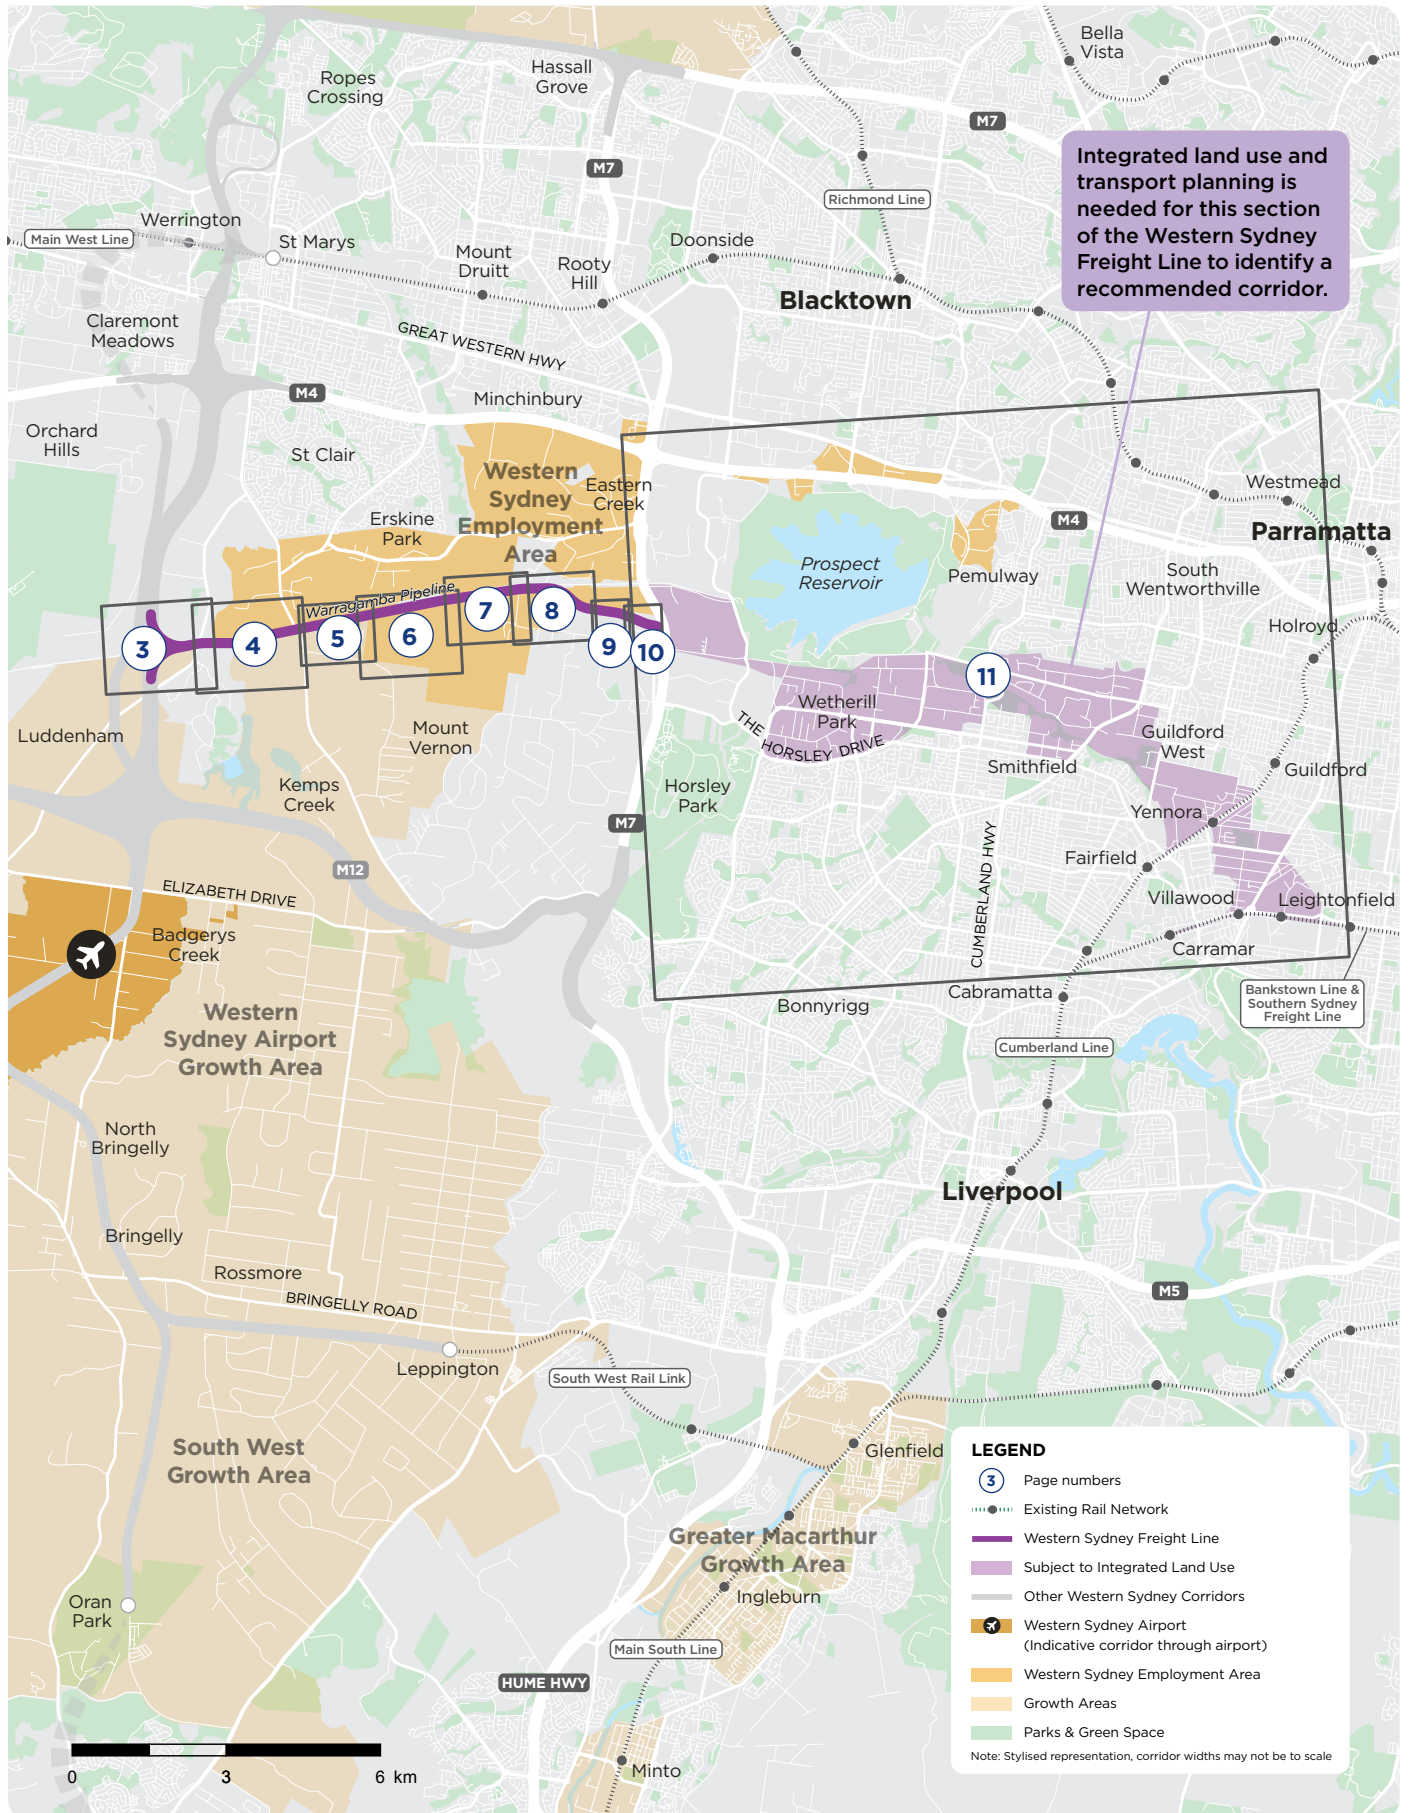 Bella
Vista
Ropes
Crossing
Hassall
Grove
M7
M7
Integrated land use and
transport planning is
needed for this section
of the Western Sydney
Freight Line to identify a
recommended corridor.
Richmond Line
Werrington
Main West Line
St Marys
Mount
Druitt
Rooty
Hill
Doonside
Blacktown
Claremont
Meadows
GREAT WESTERN HWY
M4
Minchinbury
Orchard
Hills
St Clair
Western
Sydney
Employment
Area
Eastern
Creek
Erskine
Park
Westmead
Parramatta
M4
Prospect
Reservoir
Pemulway
South
Wentworthville
Warragamba Pipeline
Holroyd
3
4
5
6
7
8
9
10
11
Luddenham
Mount
Vernon
Wetherill
Park
THE HORSLEY DRIVE
Guildford
West
Smithfield
Guildford
Kemps
Creek
Horsley
Park
M7
Yennora
CUMBERLAND HWY
Fairfield
M12
ELIZABETH DRIVE
Villawood
Leightonfield
Badgerys
Creek
Carramar
Cabramatta
Bonnyrigg
Bankstown Line &
Southern Sydney
Freight Line
Western
Sydney Airport
Growth Area
Cumberland Line
North
Bringelly
Liverpool
Bringelly
Rossmore
BRINGELLY ROAD
M5
Leppington
South West Rail Link
South West
Growth Area
Glenfield
Greater Macarthur
Growth Area
Ingleburn
Oran
Park
Main South Line
HUME HWY
Minto
0
3
6 km
LEGEND
3 Page numbers
Existing Rail Network
Western Sydney Freight Line
Subject to Integrated Land Use
Other Western Sydney Corridors
Western Sydney Airport
(Indicative corridor through airport)
Western Sydney Employment Area
Growth Areas
Parks & Green Space
Note: Stylised representation, corridor widths may not be to scale